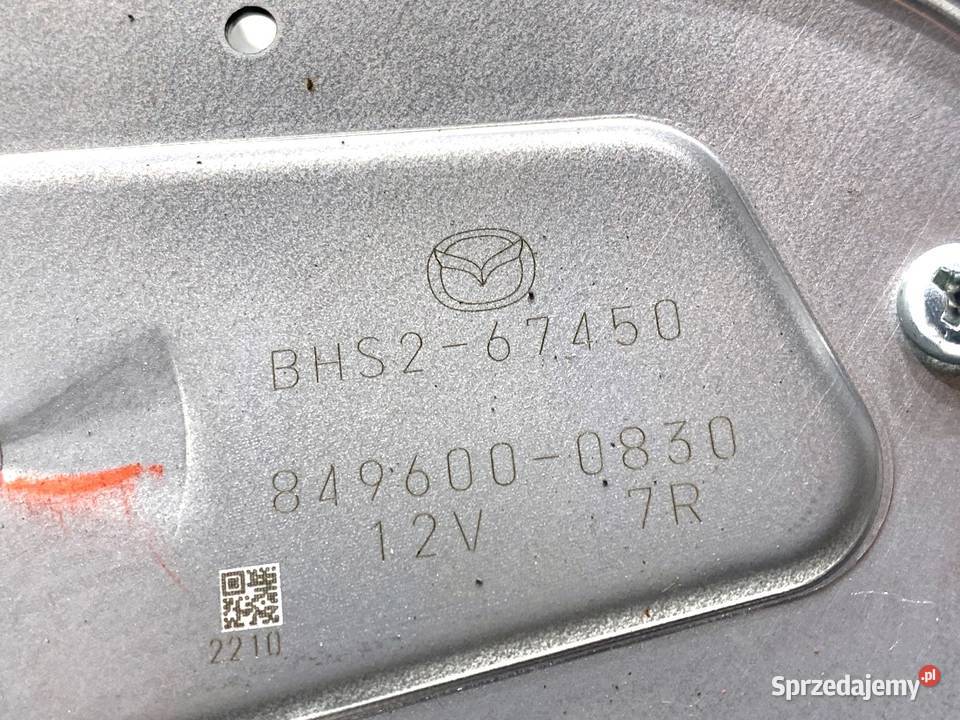 BHS2-67450
849600-0830
12V 7R
2210
Sprzedajemy.pl